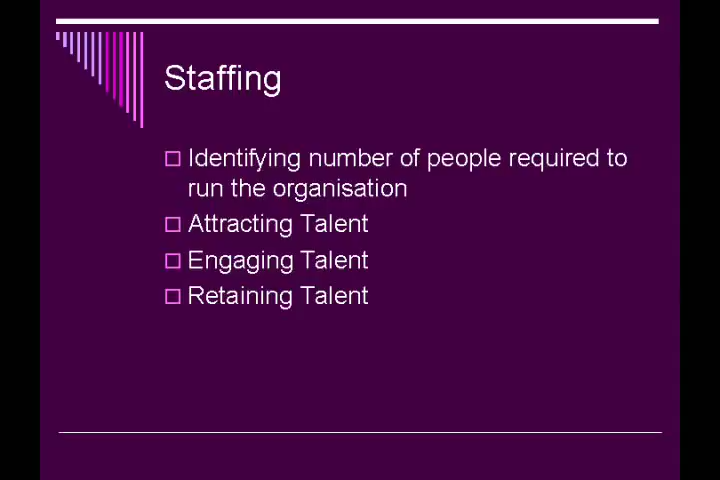 Staffing
Identifying number of people required to
run the organisation
Attracting Talent
Engaging Talent
Retaining Talent